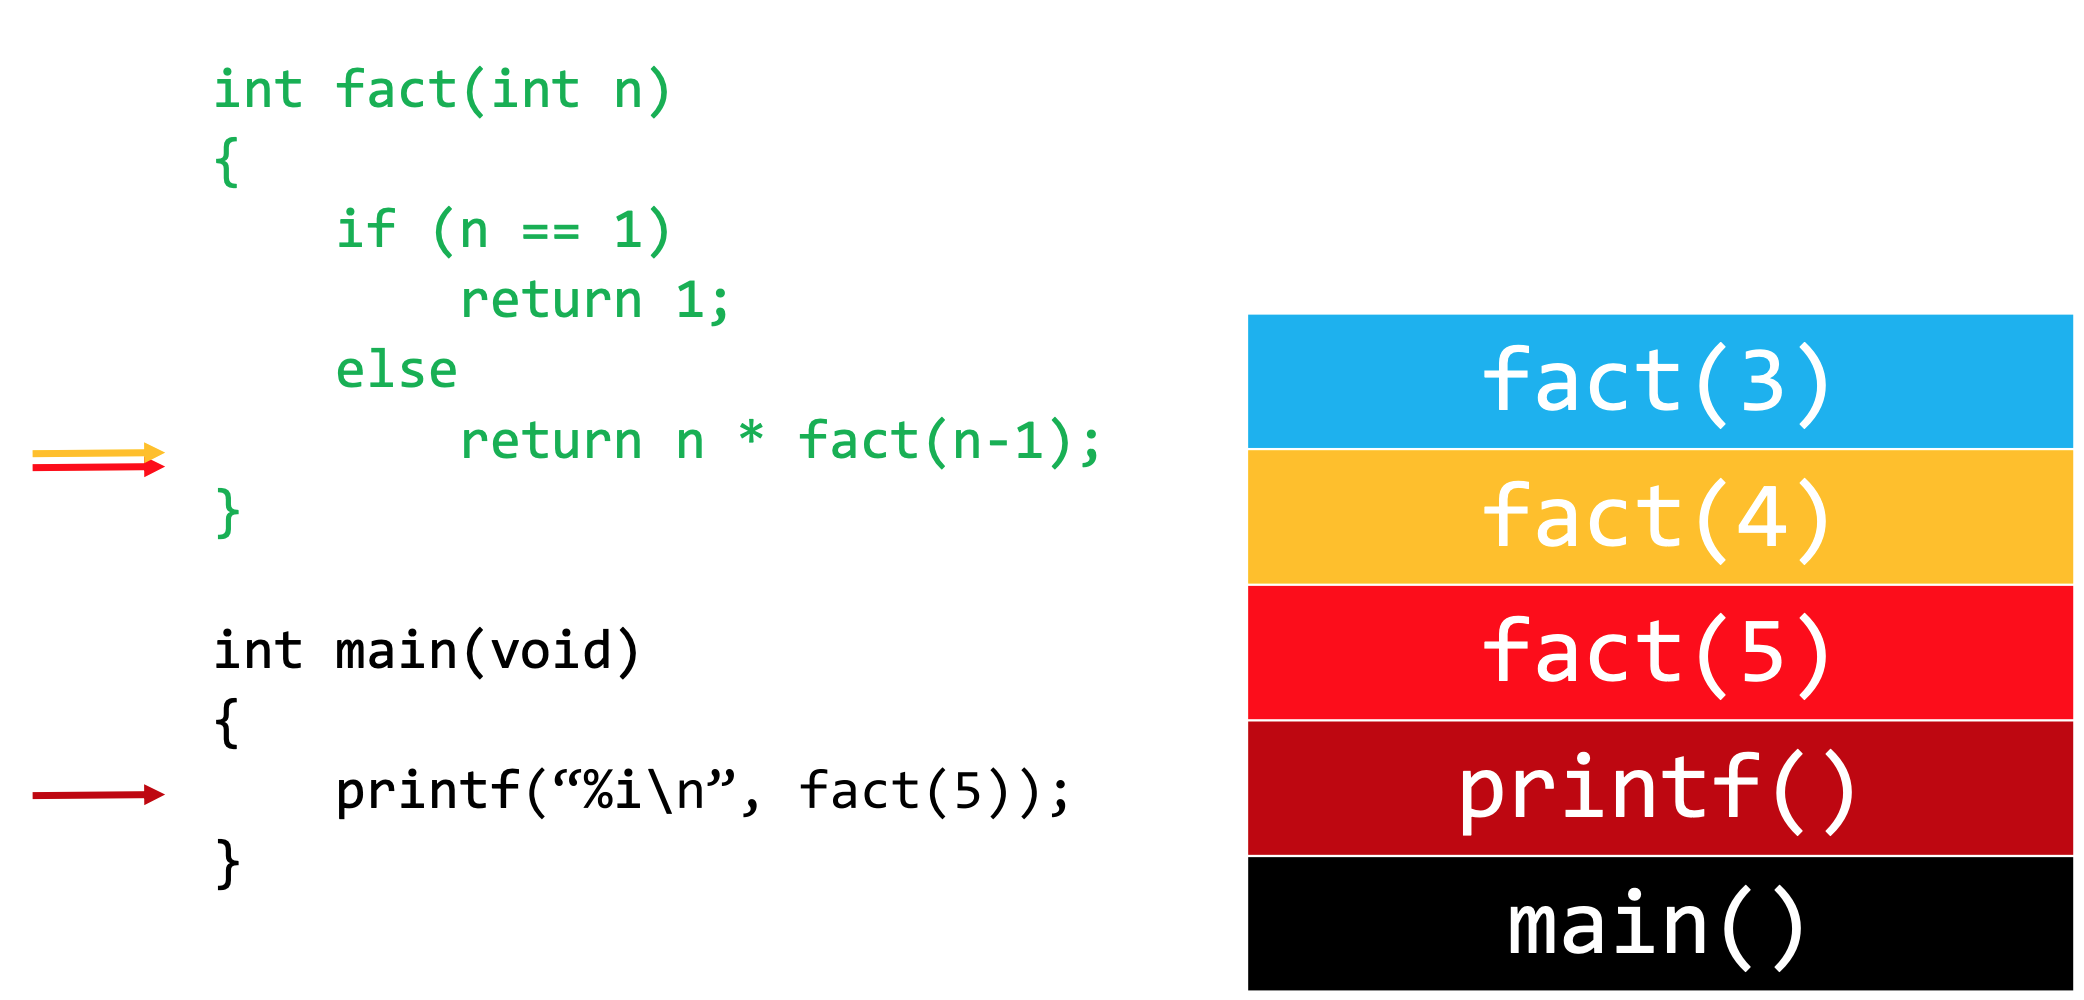 int fact(int n)
{
    if (n == 1)
        return 1;
    else
        return n * fact(n-1);
}
int main(void)
{
    printf(“%i\n”, fact(5));
}
fact(3)
fact(4)
fact(5)
printf()
main()